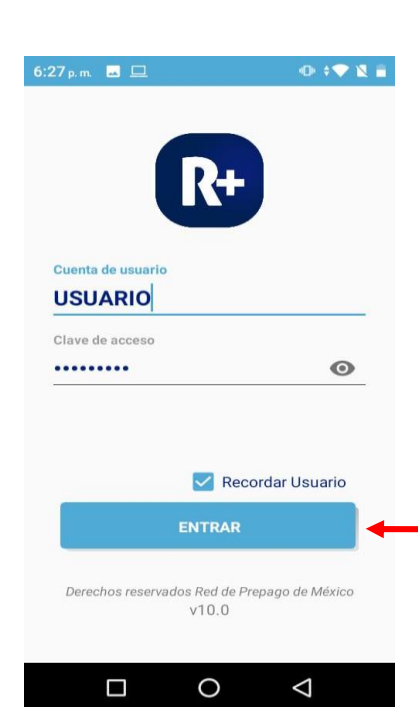 6:27 p. m.
R+
Cuenta de usuario
USUARIO
Clave de acceso
•••••••••
Recordar Usuario
ENTRAR
Derechos reservados Red de Prepago de México
v10.0